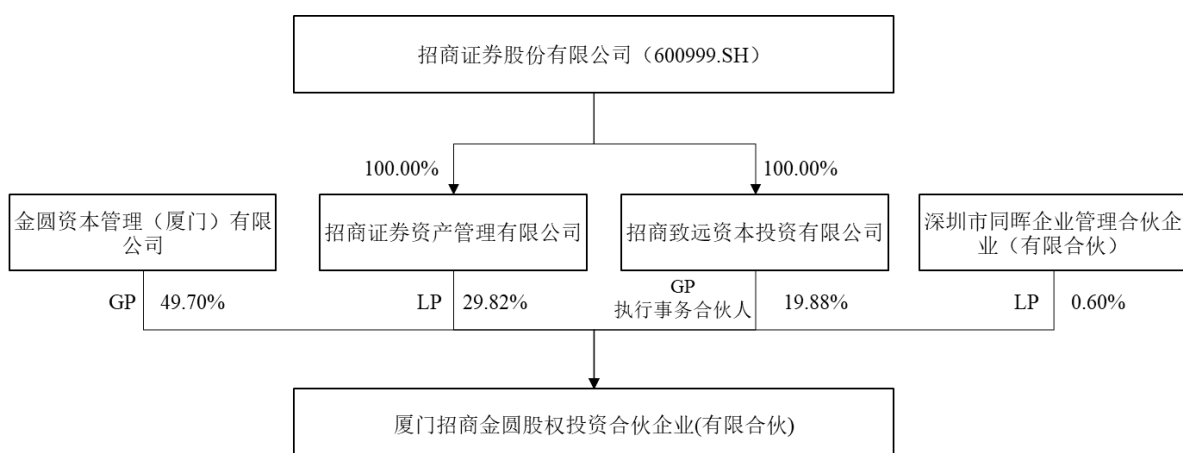 招商证券股份有限公司（600999.SH）
100.00%
100.00%
金圆资本管理（厦门）有限
公司
招商证券资产管理有限公司
招商致远资本投资有限公司
深圳市同晖企业管理合伙企
业（有限合伙）
GP
49.70%
LP
29.82%
GP
执行事务合伙人
19.88%
LP
0.60%
厦门招商金圆股权投资合伙企业(有限合伙)